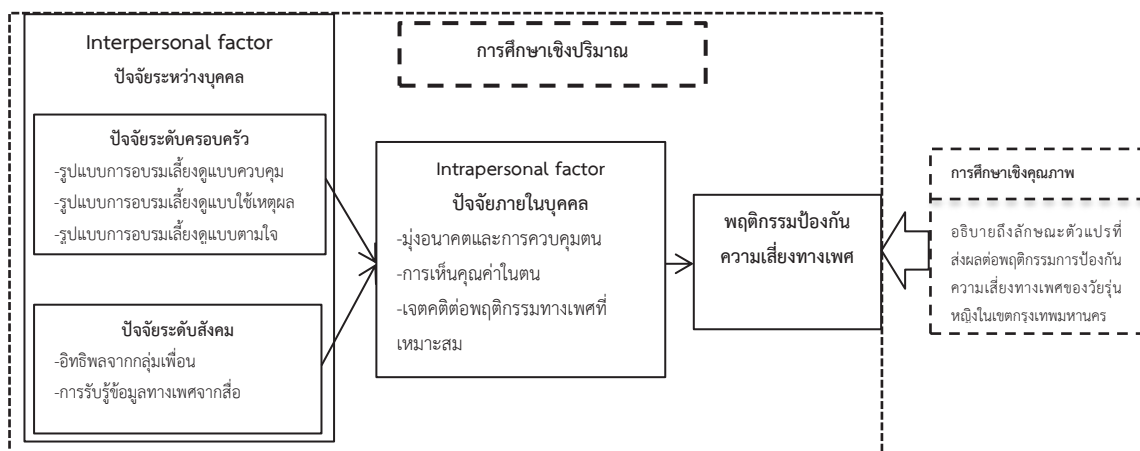 Interpersonal factor
ปัจจัยระหว่างบุคคล
ปัจจัยระดับครอบครัว
-รูปแบบการอบรมเลี้ยงดูแบบควบคุม
-รูปแบบการอบรมเลี้ยงดูแบบใช้เหตุผล
-รูปแบบการอบรมเลี้ยงดูแบบตามใจ
ปัจจัยระดับสังคม
-อิทธิพลจากกลุ่มเพื่อน
-การรับรู้ข้อมูลทางเพศจากสื่อ
การศึกษาเชิงปริมาณ
Intrapersonal factor
ปัจจัยภายในบุคคล
-มุ่งอนาคตและการควบคุมตน
-การเห็นคุณค่าในตน
-เจตคติต่อพฤติกรรมทางเพศที่
เหมาะสม
พฤติกรรมป้องกัน
ความเสี่ยงทางเพศ
การศึกษาเชิงคุณภาพ
อธิบายถึงลักษณะตัวแปรที่
ส่งผลต่อพฤติกรรมการป้องกัน
ความเสี่ยงทางเพศของวัยรุ่น
หญิงในเขตกรุงเทพมหานคร